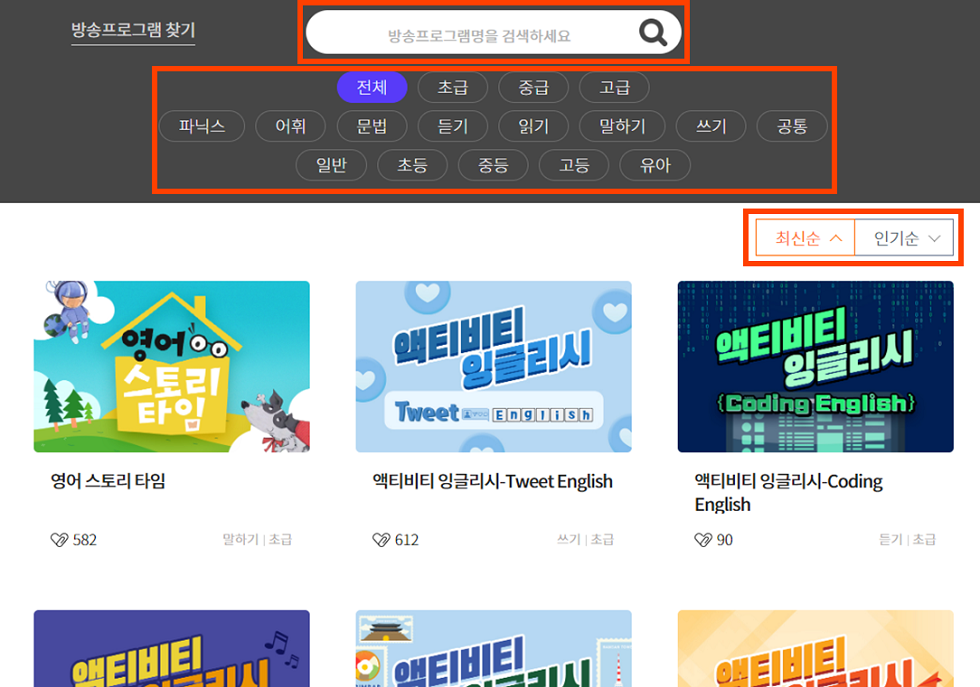 방송프로그램 찾기
방송프로그램명을 검색하세요
전체 초급 중급 고급
파닉스 어휘 문법 듣기 읽기 말하기 쓰기 공통
일반 초등 중등 고등 유아
최신순 인기순
영어
스토리
타임
액티비티
잉글리시
Tweet English
액티비티
잉글리시
{Coding English}
영어 스토리 타임
액티비티 잉글리시-Tweet English
액티비티 잉글리시-Coding
English
582 말하기 | 초급
612 쓰기 | 초급
90 듣기 | 초급
액티비티
잉글리시
액티비티
잉글리시
액티비티
잉글리시